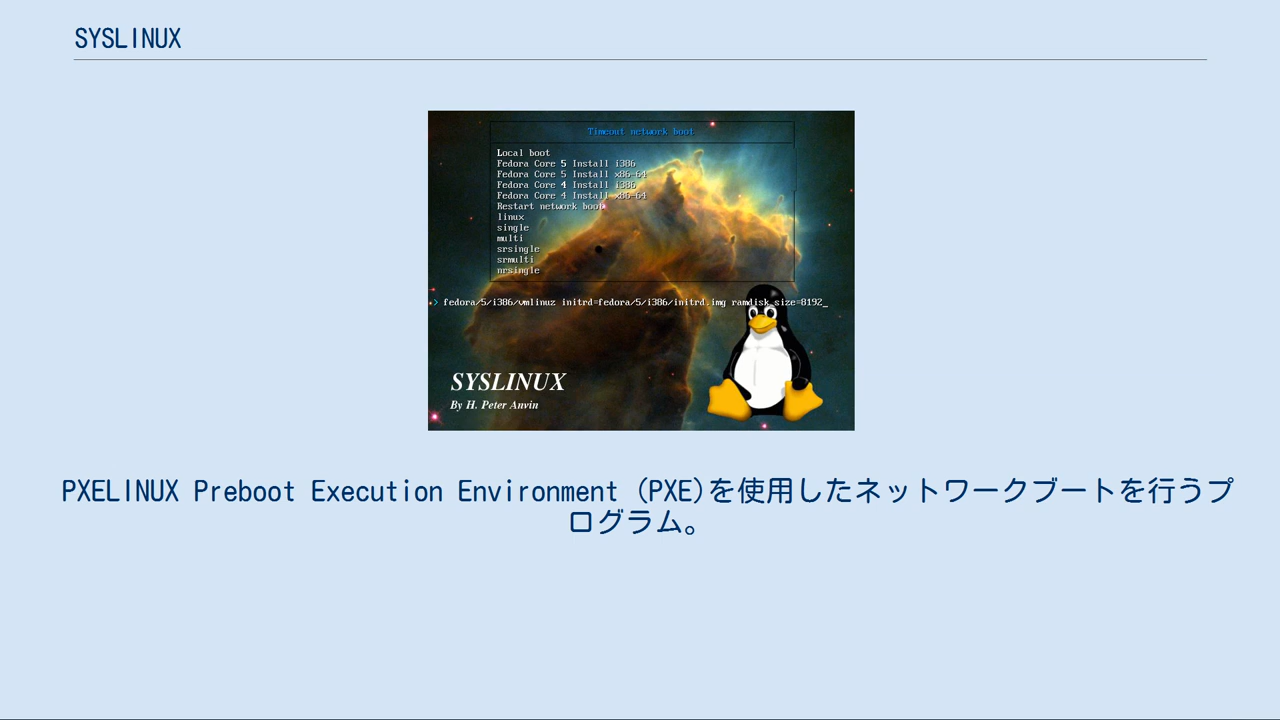 SYSLINUX
Timeout network boot
Local boot
Fedora Core 5 Install i386
Fedora Core 5 Install x86-64
Fedora Core 4 Install i386
Fedora Core 4 Install x86-64
Restart network boot
linux
single
multi
srsingle
srmulti
nrsingle
> fedora/5/i386/vmlinuz initrd=fedora/5/i386/initrd.img ramdisk_size=8192_
SYSLINUX
By H. Peter Anvin
PXELINUX Preboot Execution Environment (PXE)を使用したネットワークブートを行うプ
ログラム。